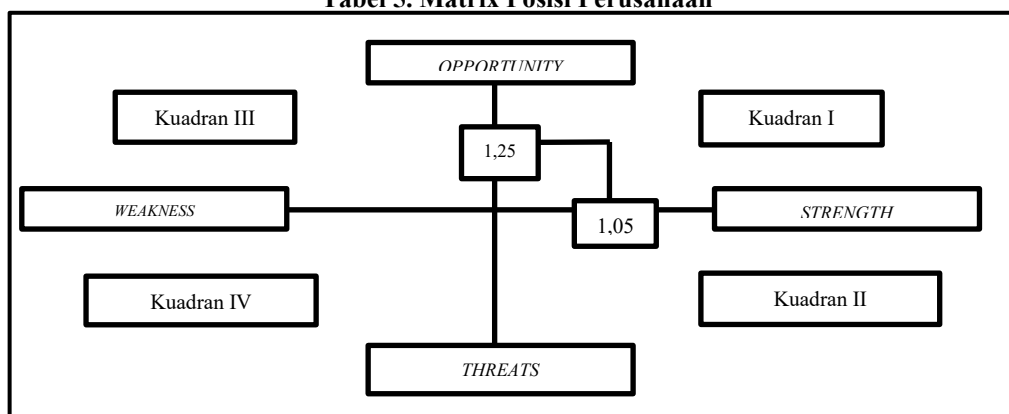 Tabel 5. Matrix Posisi Perusahaan
OPPORTUNITY
Kuadran III
Kuadran I
1,25
WEAKNESS
STRENGTH
1,05
Kuadran IV
Kuadran II
THREATS